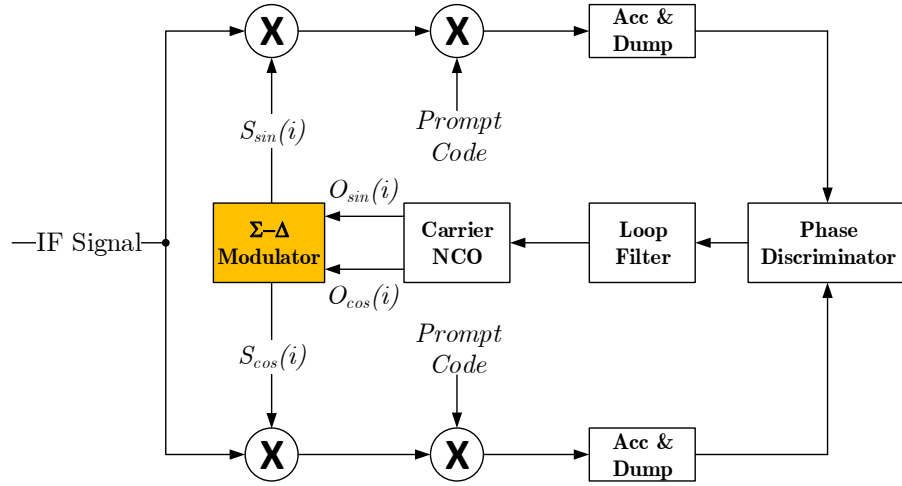 X
X
Acc &
Dump
S_sin(i)
Prompt
Code
O_sin(i)
IF Signal
Σ–Δ
Modulator
Carrier
NCO
Loop
Filter
Phase
Discriminator
O_cos(i)
S_cos(i)
Prompt
Code
X
X
Acc &
Dump